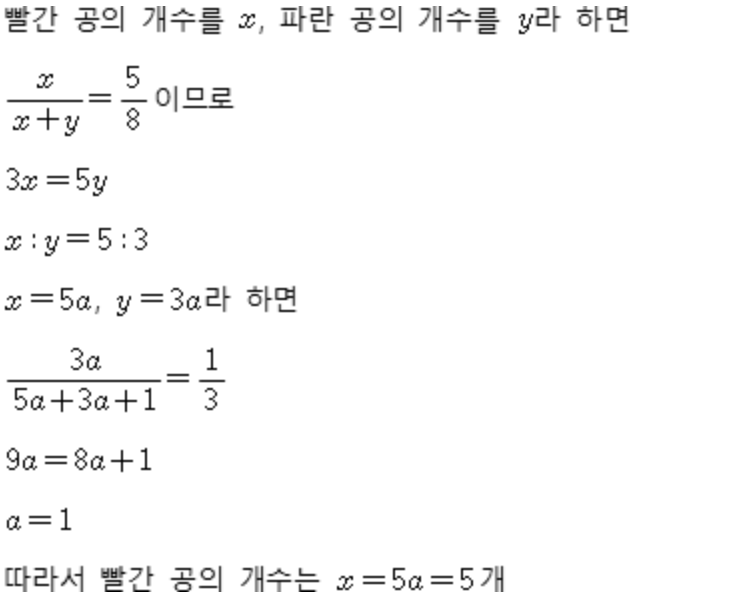 빨간 공의 개수를 x, 파란 공의 개수를 y라 하면
x/(x+y) = 5/8 이므로
3x=5y
x:y=5:3
x=5a, y=3a라 하면
3a/(5a+3a+1) = 1/3
9a=8a+1
a=1
따라서 빨간 공의 개수는 x=5a=5개